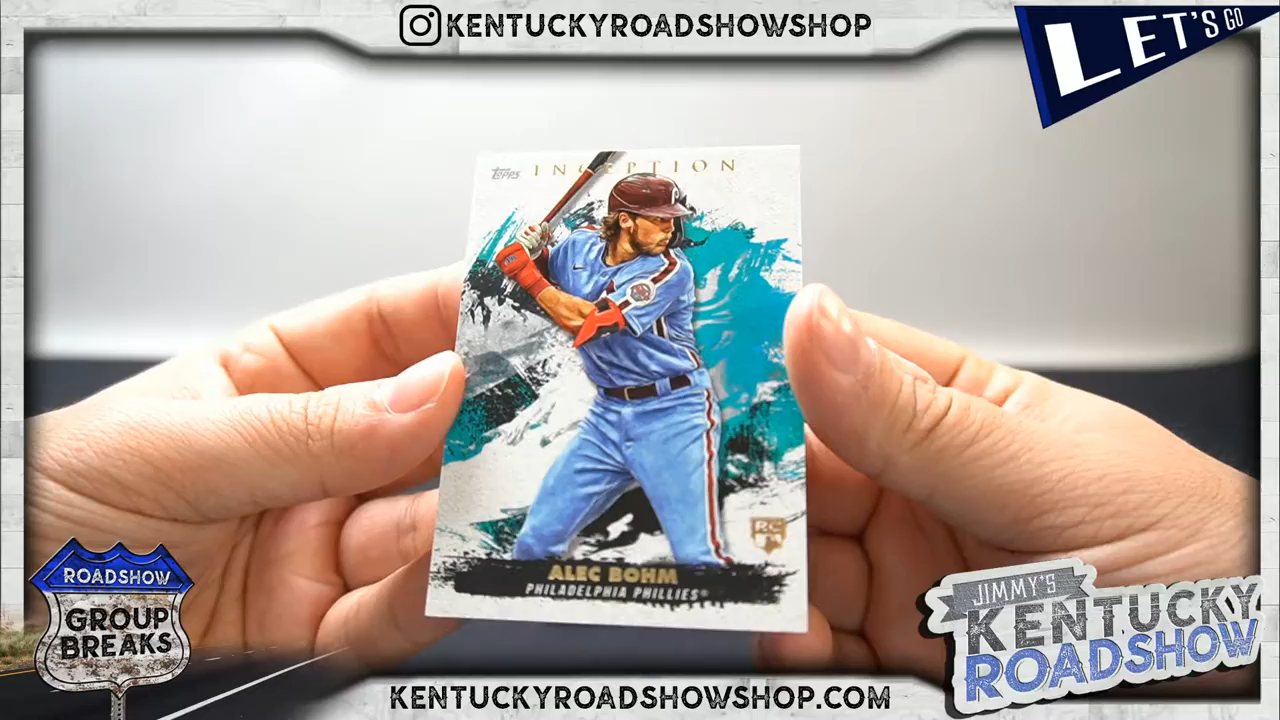 KENTUCKYROADSHOWSHOP
LET'S GO
TOPPS INCEPTION
RC
ALEC BOHM
PHILADELPHIA PHILLIES®
ROADSHOW
GROUP
BREAKS
JIMMY'S
KENTUCKY
ROADSHOW
KENTUCKYROADSHOWSHOP.COM